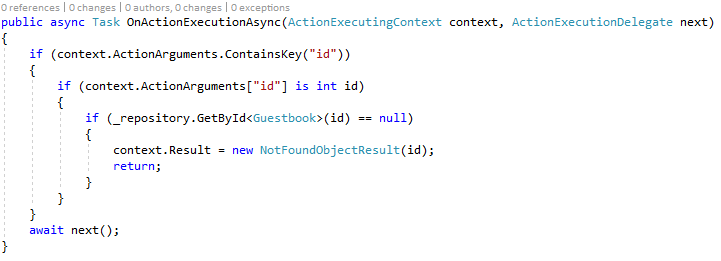 0 references | 0 changes | 0 authors, 0 changes | 0 exceptions
public async Task OnActionExecutionAsync(ActionExecutingContext context, ActionExecutionDelegate next)
{
    if (context.ActionArguments.ContainsKey("id"))
    {
        if (context.ActionArguments["id"] is int id)
        {
            if (_repository.GetById<Guestbook>(id) == null)
            {
                context.Result = new NotFoundObjectResult(id);
                return;
            }
        }
    }
    await next();
}